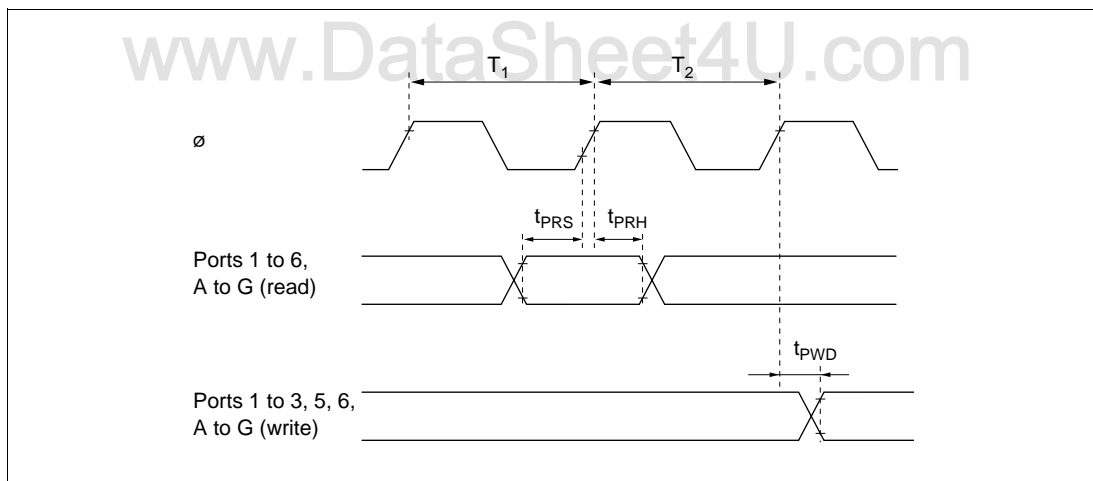 www.DataSheet4U.com
T1 T2
ø
tPRS tPRH
Ports 1 to 6,
A to G (read)
tPWD
Ports 1 to 3, 5, 6,
A to G (write)